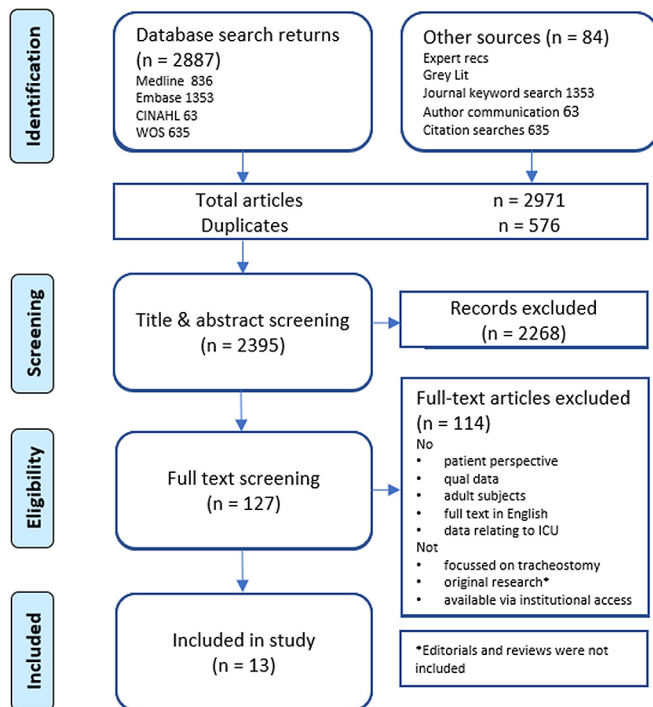 Identification
Database search returns
(n = 2887)
Medline 836
Embase 1353
CINAHL 63
WOS 635
Other sources (n = 84)
Expert recs
Grey Lit
Journal keyword search 1353
Author communication 63
Citation searches 635
Total articles n = 2971
Duplicates n = 576
Screening
Title & abstract screening
(n = 2395)
Records excluded
(n = 2268)
Eligibility
Full text screening
(n = 127)
Full-text articles excluded
(n = 114)
No
• patient perspective
• qual data
• adult subjects
• full text in English
• data relating to ICU
Not
• focussed on tracheostomy
• original research*
• available via institutional access
Included
Included in study
(n = 13)
*Editorials and reviews were not
included